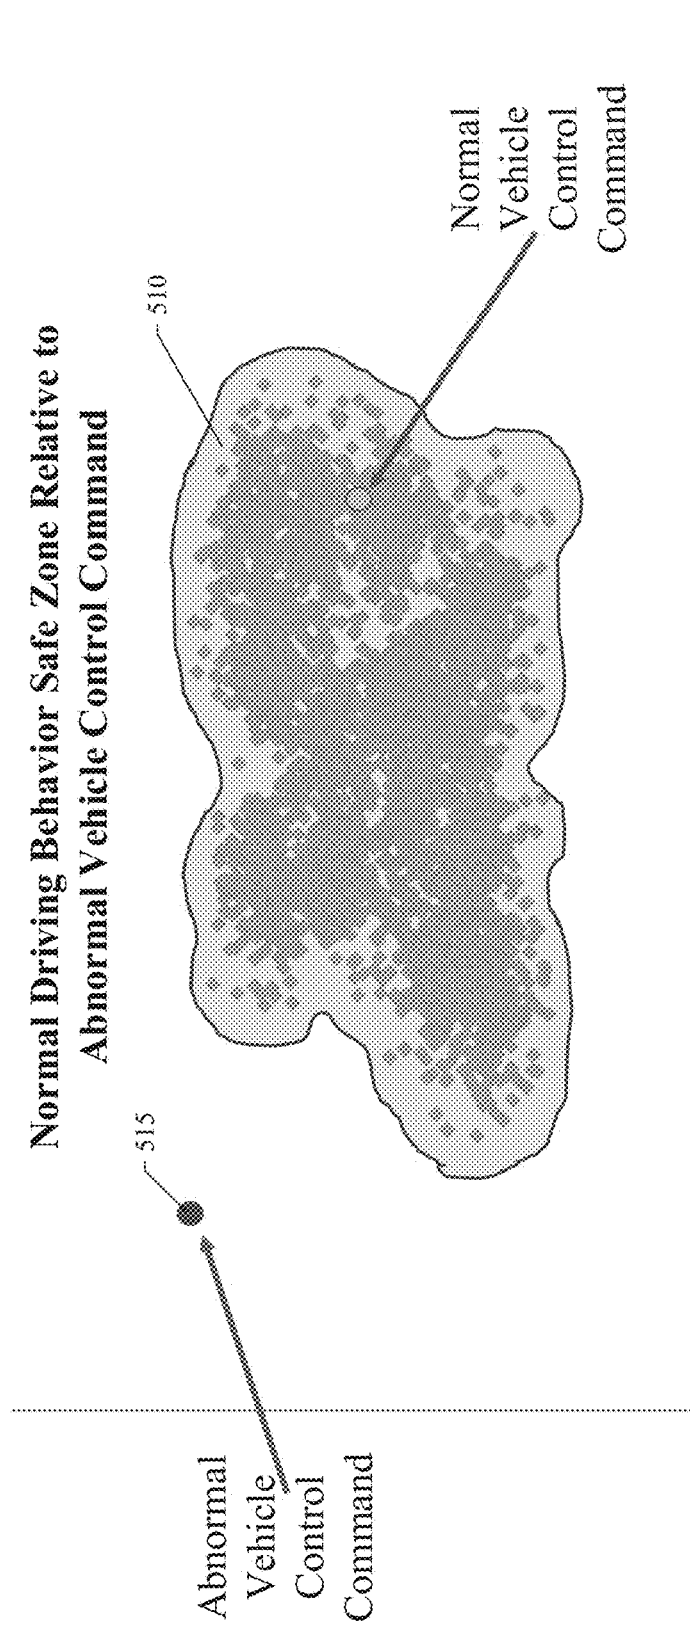 Normal Driving Behavior Safe Zone Relative to
Abnormal Vehicle Control Command
515
510
Abnormal
Vehicle
Control
Command
Normal
Vehicle
Control
Command